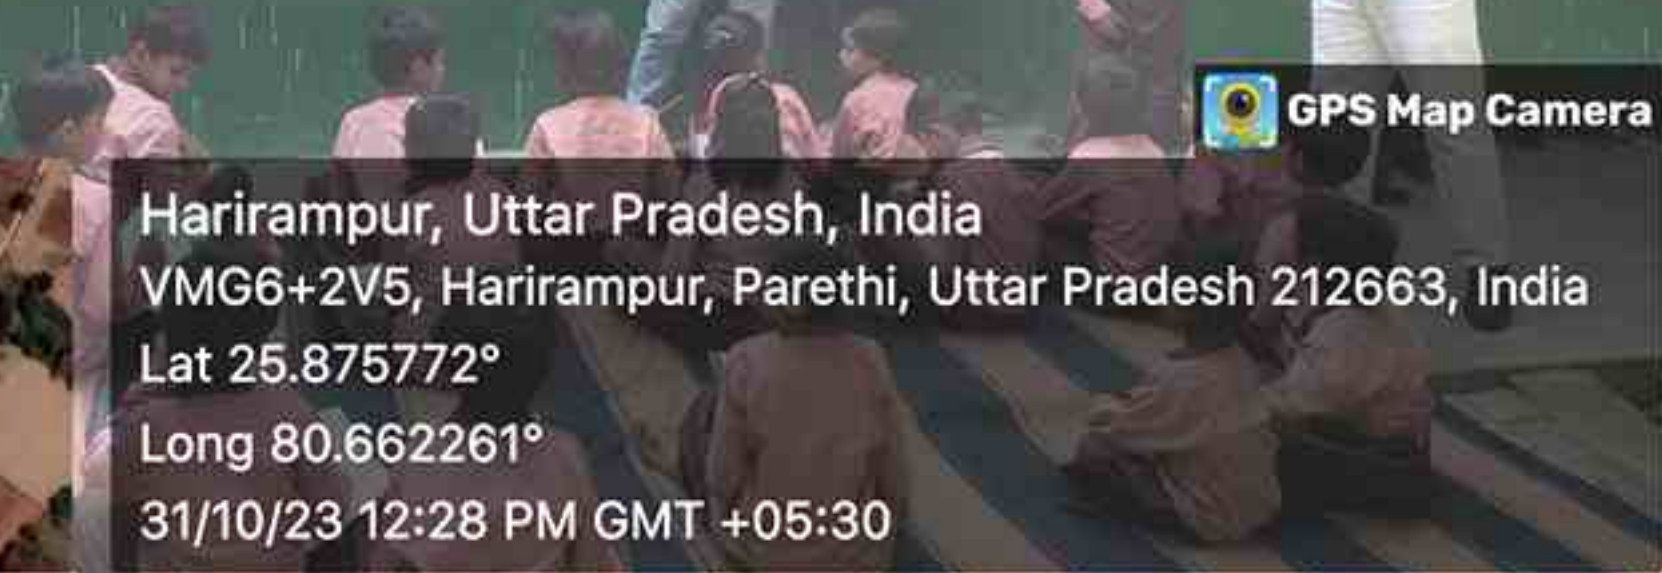 GPS Map Camera
Harirampur, Uttar Pradesh, India
VMG6+2V5, Harirampur, Parethi, Uttar Pradesh 212663, India
Lat 25.875772°
Long 80.662261°
31/10/23 12:28 PM GMT +05:30